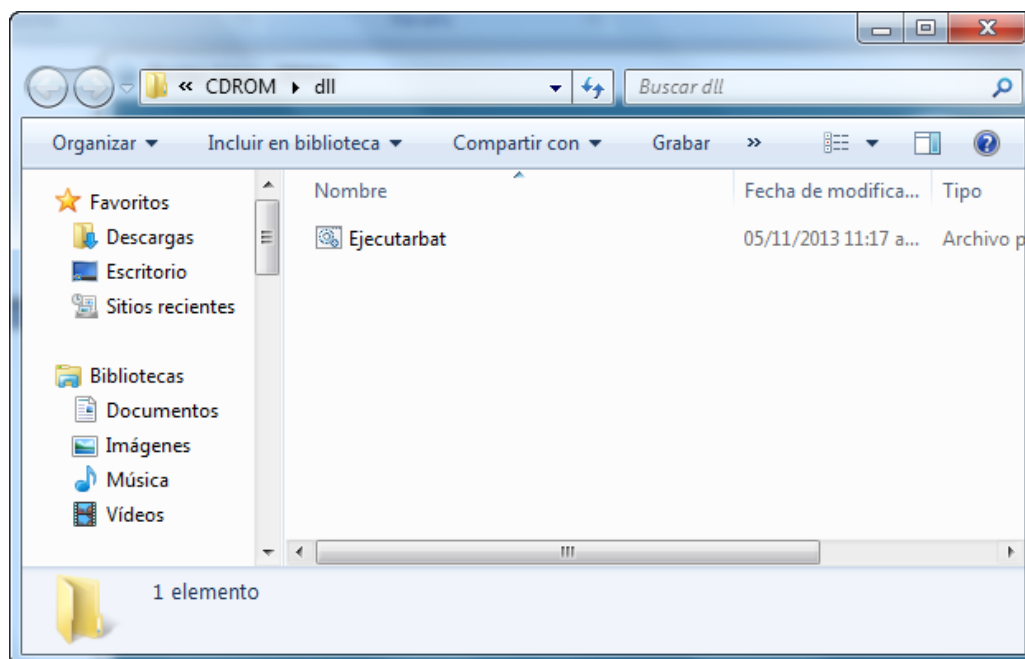 « CDROM ▸ dll
Buscar dll
Organizar Incluir en biblioteca Compartir con Grabar »
Nombre Fecha de modifica... Tipo
Ejecutarbat 05/11/2013 11:17 a... Archivo p
Favoritos
Descargas
Escritorio
Sitios recientes
Bibliotecas
Documentos
Imágenes
Música
Vídeos
1 elemento